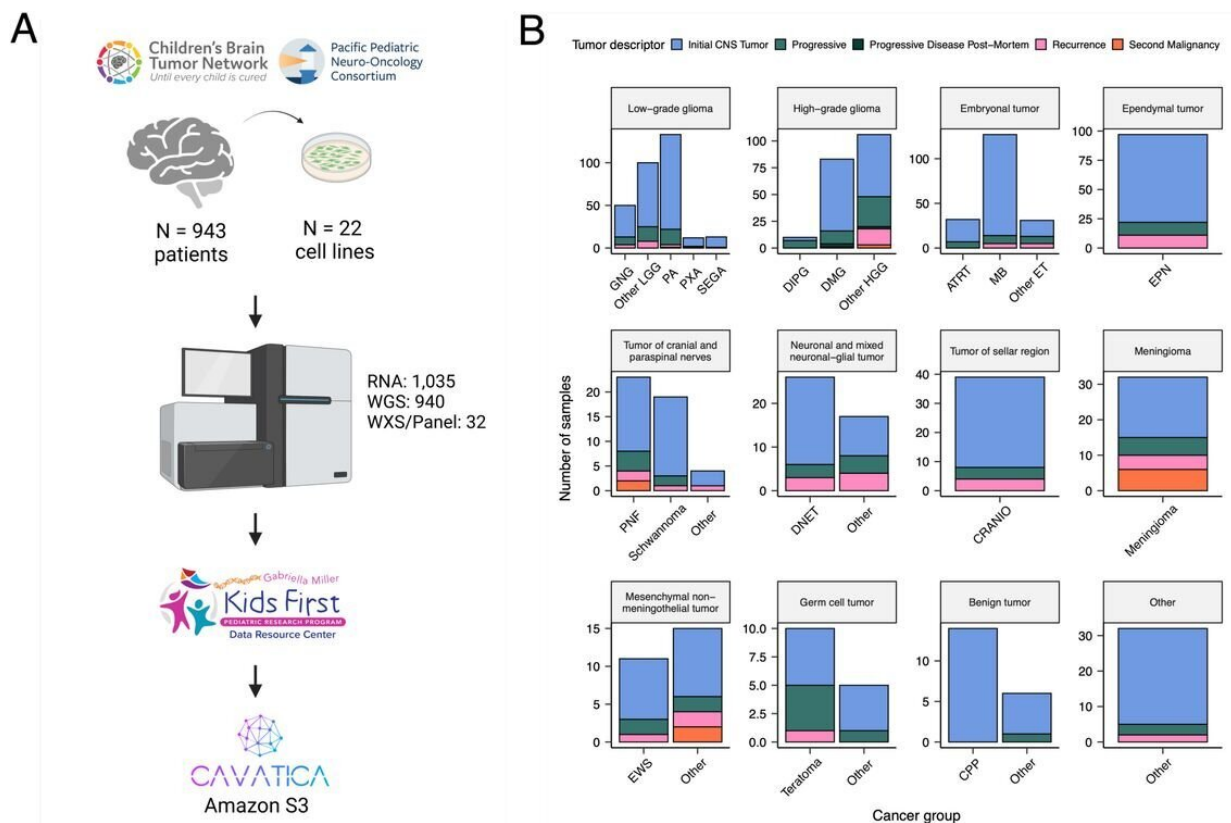 A
Children's Brain
Tumor Network
Until every child is cured
Pacific Pediatric
Neuro-Oncology
Consortium
N = 943
patients
N = 22
cell lines
RNA: 1,035
WGS: 940
WXS/Panel: 32
Gabriella Miller
Kids First
PEDIATRIC RESEARCH PROGRAM
Data Resource Center
CAVATICA
Amazon S3
B
Tumor descriptor Initial CNS Tumor Progressive Progressive Disease Post-Mortem Recurrence Second Malignancy
Number of samples
Low-grade glioma
100
50
0
GNG Other LGG PA PXA SEGA
High-grade glioma
100
75
50
25
0
DIPG DMG Other HGG
Embryonal tumor
100
50
0
ATRT MB Other ET
Ependymal tumor
100
75
50
25
0
EPN
Tumor of cranial and
paraspinal nerves
20
15
10
5
0
PNF Schwannoma Other
Neuronal and mixed
neuronal-glial tumor
20
10
0
DNET Other
Tumor of sellar region
40
30
20
10
0
CRANIO
Meningioma
30
20
10
0
Meningioma
Mesenchymal non-
meningothelial tumor
15
10
5
0
EWS Other
Germ cell tumor
10.0
7.5
5.0
2.5
0.0
Teratoma Other
Benign tumor
10
5
0
CPP Other
Other
30
20
10
0
Other
Cancer group